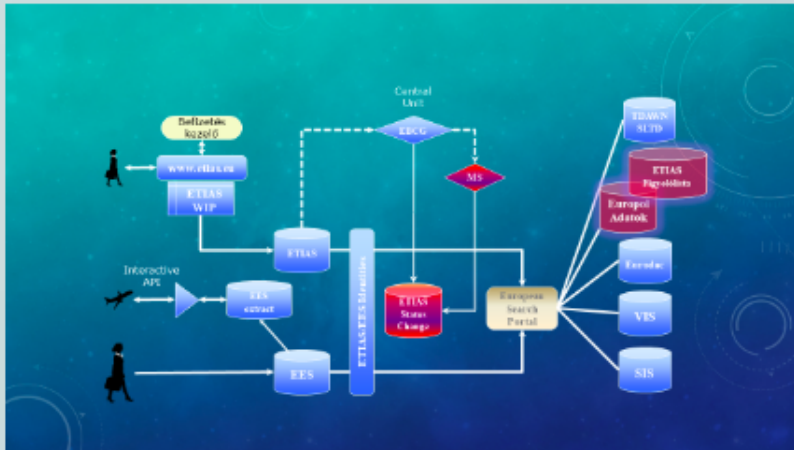 Central
Unit
TDAWN
SLTD
Befizetés
kezelő
EBCG
www.etias.eu
ETIAS
Figyelőlista
MS
ETIAS
WIP
Europol
Adatok
ETIAS
Eurodac
Interactive
API
EES
extract
ETIAS/EES Identities
ETIAS
Status
Change
European
Search
Portal
VIS
EES
SIS